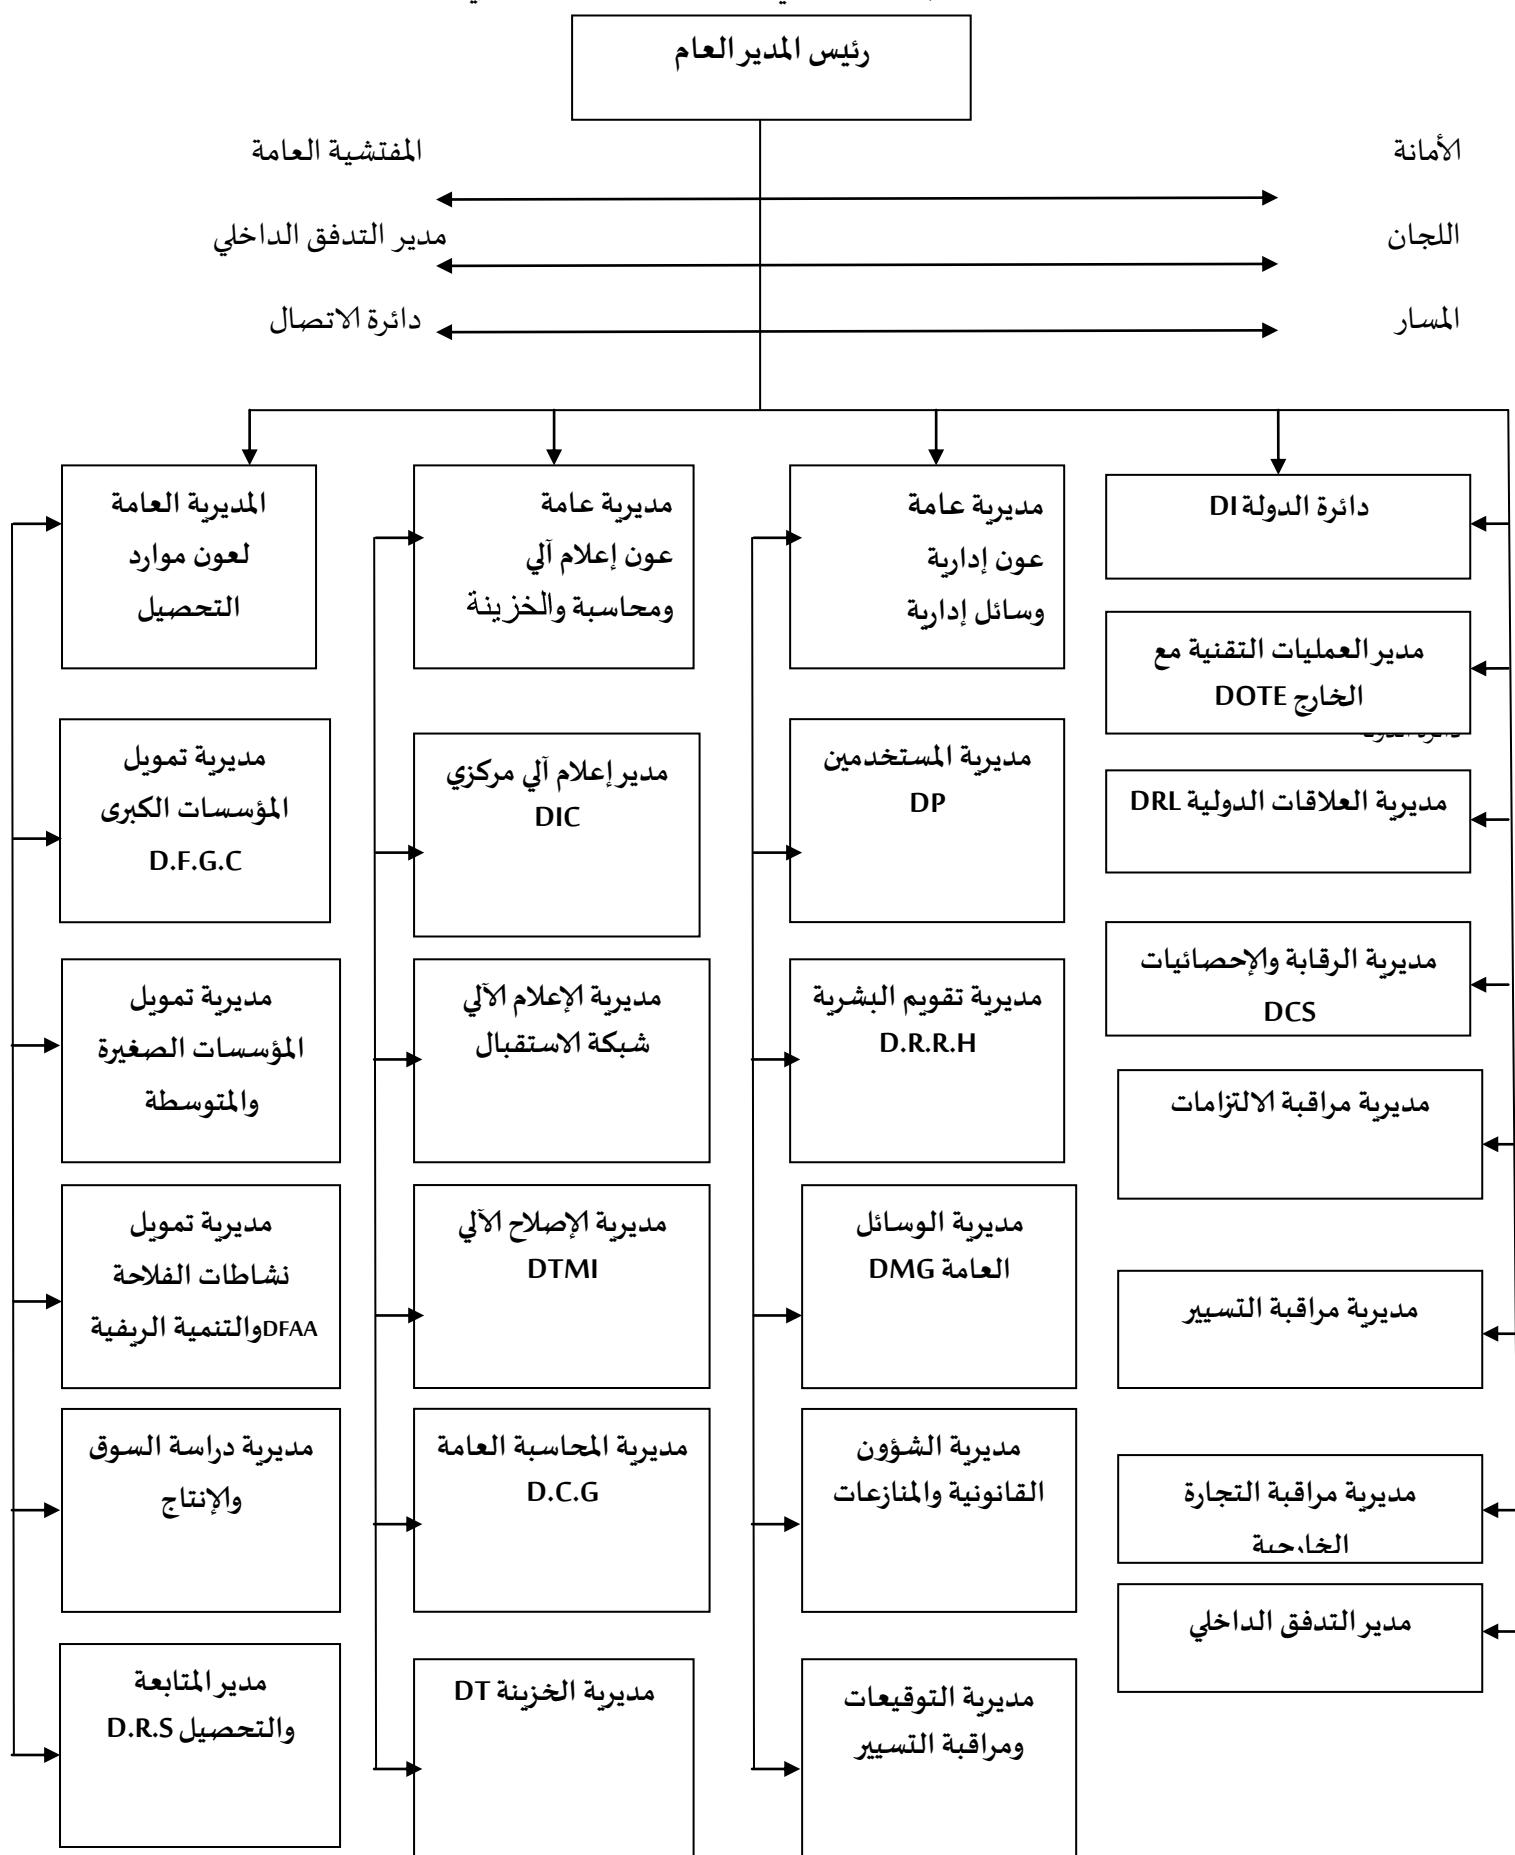 رئيس المدير العام
الأمانة
المفتشية العامة
اللجان
مدير التدفق الداخلي
المسار
دائرة الاتصال
دائرة الدولة DI
مدير العمليات التقنية مع
الخارج DOTE
مديرية العلاقات الدولية DRL
مديرية الرقابة والإحصائيات
DCS
مديرية مراقبة الالتزامات
مديرية مراقبة التسيير
مديرية مراقبة التجارة
الخارجية
مدير التدفق الداخلي
مديرية عامة
عون إدارية
وسائل إدارية
مديرية المستخدمين
DP
مديرية تقويم البشرية
D.R.R.H
مديرية الوسائل
العامة DMG
مديرية الشؤون
القانونية والمنازعات
مديرية التوقيعات
ومراقبة التسيير
مديرية عامة
عون إعلام آلي
ومحاسبة والخزينة
مدير إعلام آلي مركزي
DIC
مديرية الإعلام الآلي
شبكة الاستقبال
مديرية الإصلاح الآلي
DTMI
مديرية المحاسبة العامة
D.C.G
مديرية الخزينة DT
المديرية العامة
لعون موارد
التحصيل
مديرية تمويل
المؤسسات الكبرى
D.F.G.C
مديرية تمويل
المؤسسات الصغيرة
والمتوسطة
مديرية تمويل
نشاطات الفلاحة
والتنمية الريفية DFAA
مديرية دراسة السوق
والإنتاج
مدير المتابعة
والتحصيل D.R.S